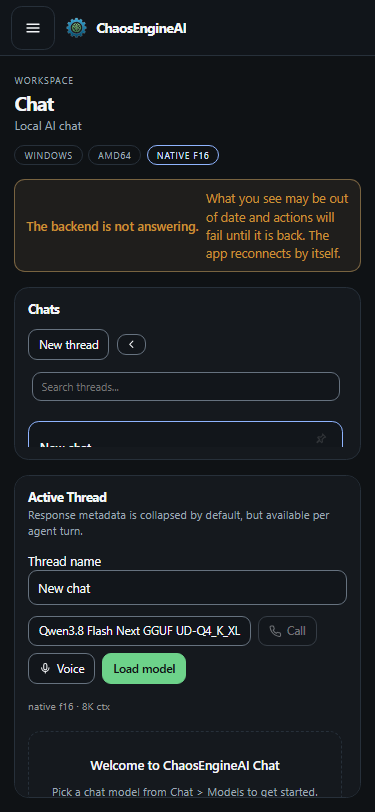 ChaosEngineAI
WORKSPACE
Chat
Local AI chat
WINDOWS
AMD64
NATIVE F16
The backend is not answering.
What you see may be out
of date and actions will
fail until it is back. The
app reconnects by itself.
Chats
New thread
Search threads...
New chat
Active Thread
Response metadata is collapsed by default, but available per
agent turn.
Thread name
New chat
Qwen3.8 Flash Next GGUF UD-Q4_K_XL
Call
Voice
Load model
native f16 · 8K ctx
Welcome to ChaosEngineAI Chat
Pick a chat model from Chat > Models to get started.